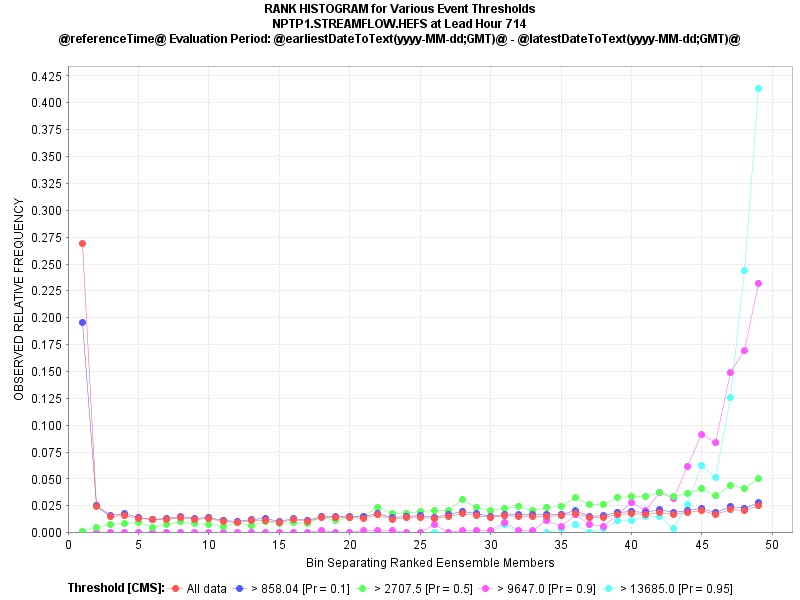 RANK HISTOGRAM for Various Event Thresholds
NPTP1.STREAMFLOW.HEFS at Lead Hour 714
@referenceTime@ Evaluation Period: @earliestDateToText(yyyy-MM-dd;GMT)@ - @latestDateToText(yyyy-MM-dd;GMT)@
OBSERVED RELATIVE FREQUENCY
0.425
0.400
0.375
0.350
0.325
0.300
0.275
0.250
0.225
0.200
0.175
0.150
0.125
0.100
0.075
0.050
0.025
0.000
0 5 10 15 20 25 30 35 40 45 50
Bin Separating Ranked Eensemble Members
Threshold [CMS]: All data > 858.04 [Pr = 0.1] > 2707.5 [Pr = 0.5] > 9647.0 [Pr = 0.9] > 13685.0 [Pr = 0.95]